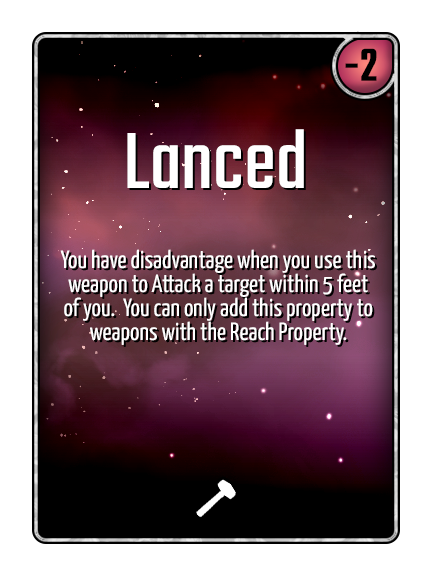 -2
Lanced
You have disadvantage when you use this
weapon to Attack a target within 5 feet
of you. You can only add this property to
weapons with the Reach Property.